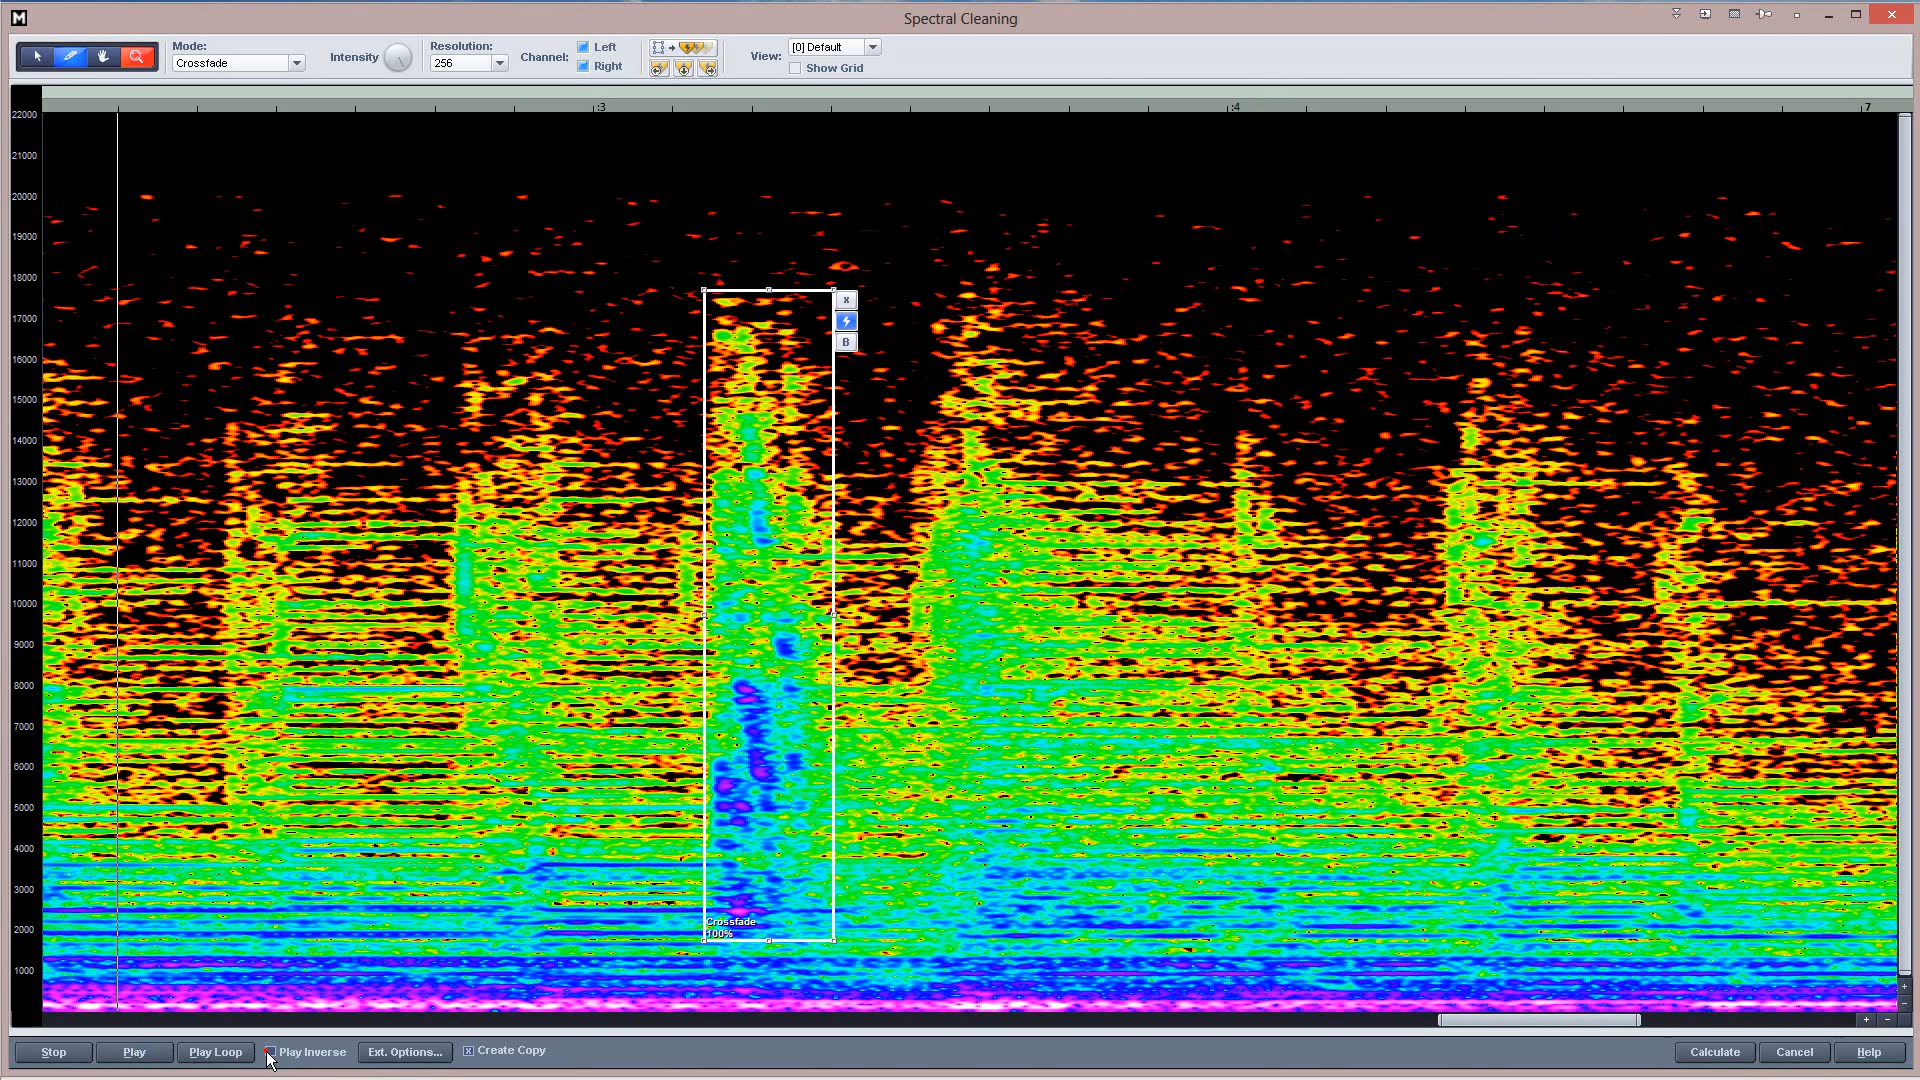 M
Spectral Cleaning
Mode:
Crossfade
Intensity
Resolution:
256
Channel:
Left
Right
View:
[0] Default
Show Grid
:3
:4
7
22000
21000
20000
19000
18000
17000
16000
15000
14000
13000
12000
11000
10000
9000
8000
7000
6000
5000
4000
3000
2000
1000
x
B
Crossfade
100%
Stop
Play
Play Loop
Play Inverse
Ext. Options...
Create Copy
Calculate
Cancel
Help